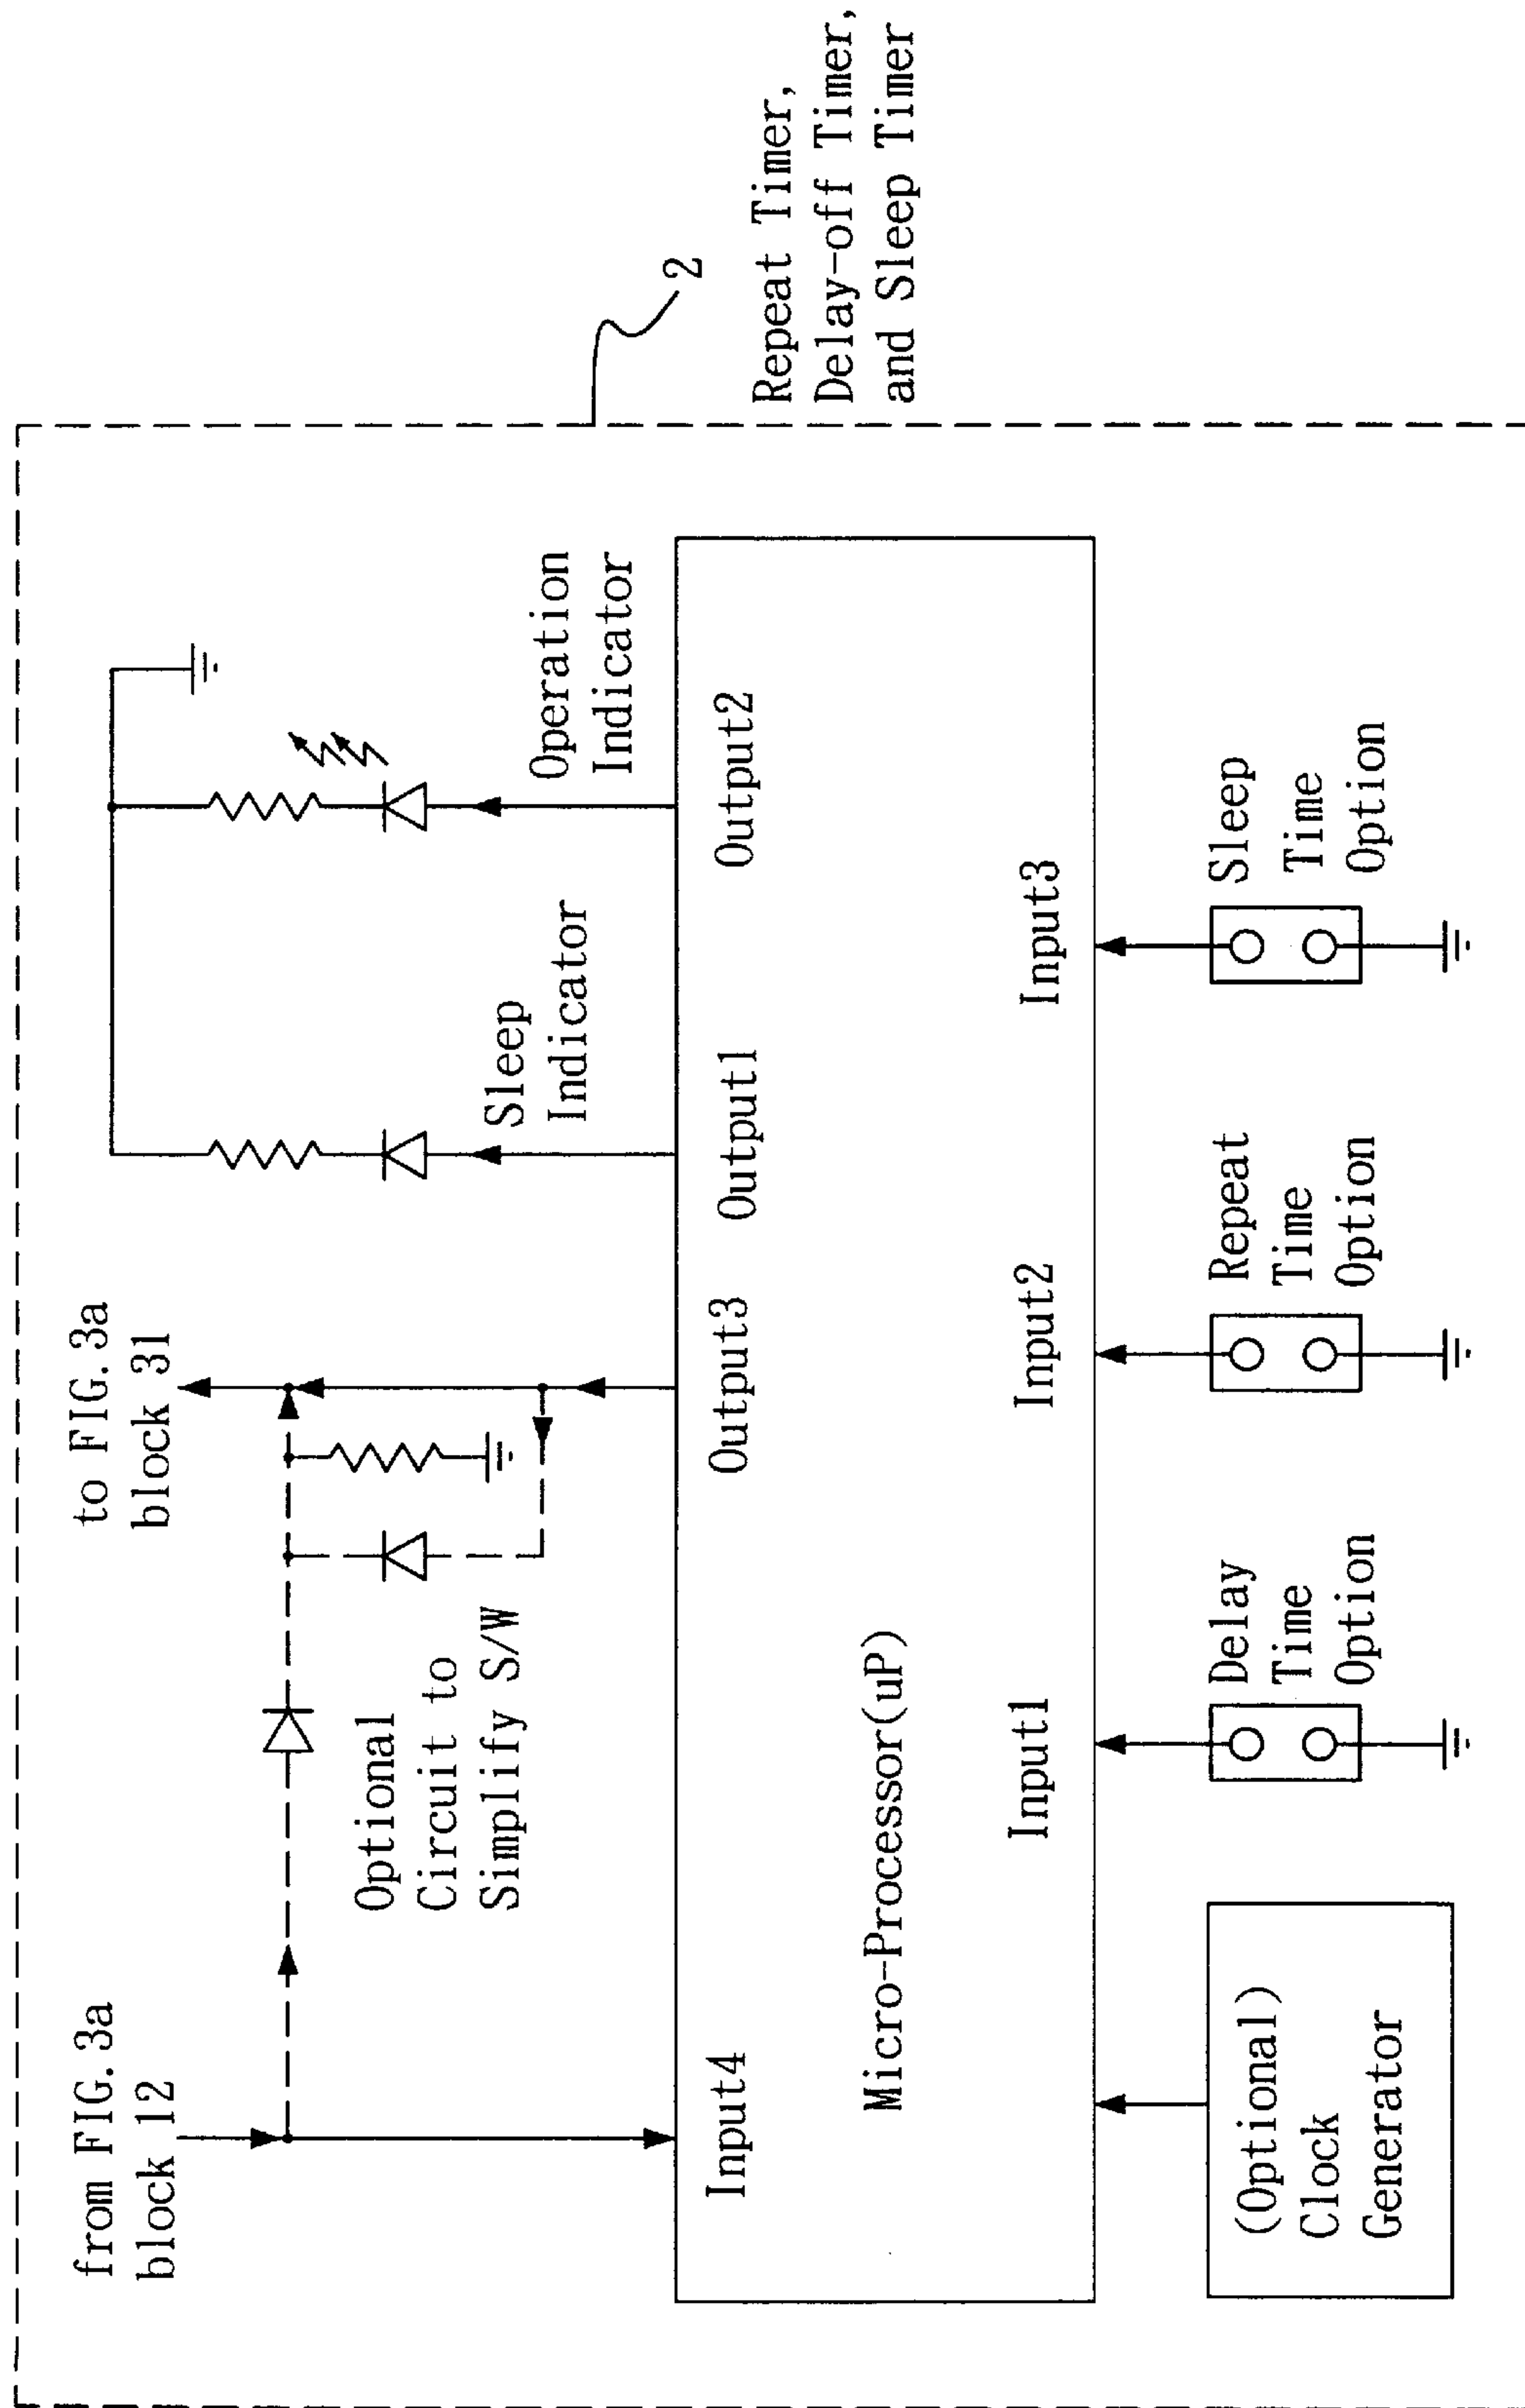 from FIG.3a
block 12
to FIG.3a
block 31
Optional
Circuit to
Simplify S/W
Sleep
Indicator
Operation
Indicator
2
Repeat Timer,
Delay-off Timer,
and Sleep Timer
Input4
Output3
Output1
Output2
Micro-Processor(uP)
Input1
Input2
Input3
(Optional)
Clock
Generator
Delay
Time
Option
Repeat
Time
Option
Sleep
Time
Option